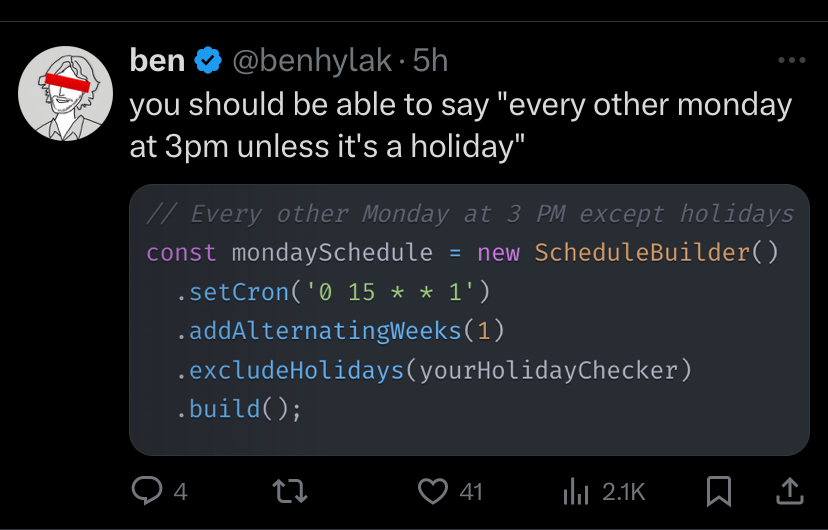 ben @benhylak · 5h
you should be able to say "every other monday
at 3pm unless it's a holiday"
// Every other Monday at 3 PM except holidays
const mondaySchedule = new ScheduleBuilder()
.setCron('0 15 * * 1')
.addAlternatingWeeks(1)
.excludeHolidays(yourHolidayChecker)
.build();
4 41 2.1K